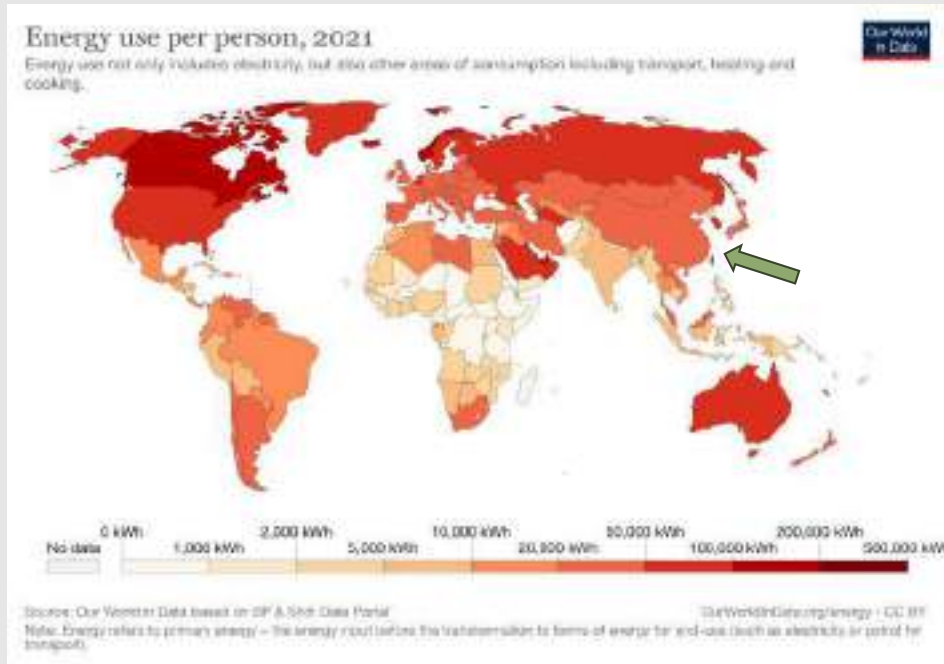 Energy use per person, 2021
Our World
in Data
Energy use not only includes electricity, but also other areas of consumption including transport, heating and
cooking.
0 kWh 2,000 kWh 10,000 kWh 50,000 kWh 200,000 kWh
No data 1,000 kWh 5,000 kWh 20,000 kWh 100,000 kWh 500,000 kW
Source: Our World in Data based on BP & Shift Data Portal
OurWorldInData.org/energy • CC BY
Note: Energy refers to primary energy – the energy input before the transformation to forms of energy for end-use (such as electricity or petrol for
transport).